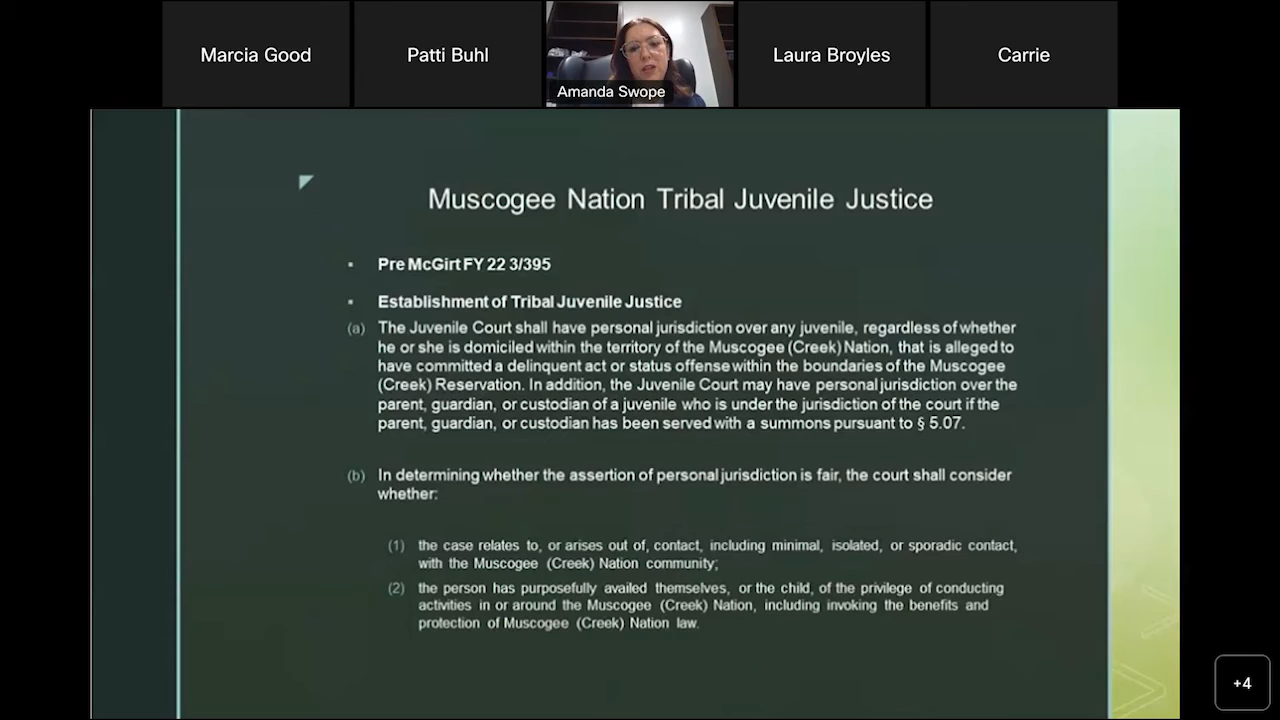 Marcia Good
Patti Buhl
Amanda Swope
Laura Broyles
Carrie
Muscogee Nation Tribal Juvenile Justice
▪ Pre McGirt FY 22 3/395
▪ Establishment of Tribal Juvenile Justice
(a) The Juvenile Court shall have personal jurisdiction over any juvenile, regardless of whether
he or she is domiciled within the territory of the Muscogee (Creek) Nation, that is alleged to
have committed a delinquent act or status offense within the boundaries of the Muscogee
(Creek) Reservation. In addition, the Juvenile Court may have personal jurisdiction over the
parent, guardian, or custodian of a juvenile who is under the jurisdiction of the court if the
parent, guardian, or custodian has been served with a summons pursuant to § 5.07.
(b) In determining whether the assertion of personal jurisdiction is fair, the court shall consider
whether:
(1) the case relates to, or arises out of, contact, including minimal, isolated, or sporadic contact,
with the Muscogee (Creek) Nation community;
(2) the person has purposefully availed themselves, or the child, of the privilege of conducting
activities in or around the Muscogee (Creek) Nation, including invoking the benefits and
protection of Muscogee (Creek) Nation law.
+4